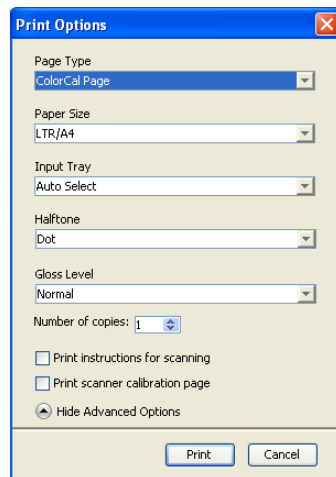 Print Options
Page Type
ColorCal Page
Paper Size
LTR/A4
Input Tray
Auto Select
Halftone
Dot
Gloss Level
Normal
Number of copies: 1
Print instructions for scanning
Print scanner calibration page
Hide Advanced Options
Print Cancel